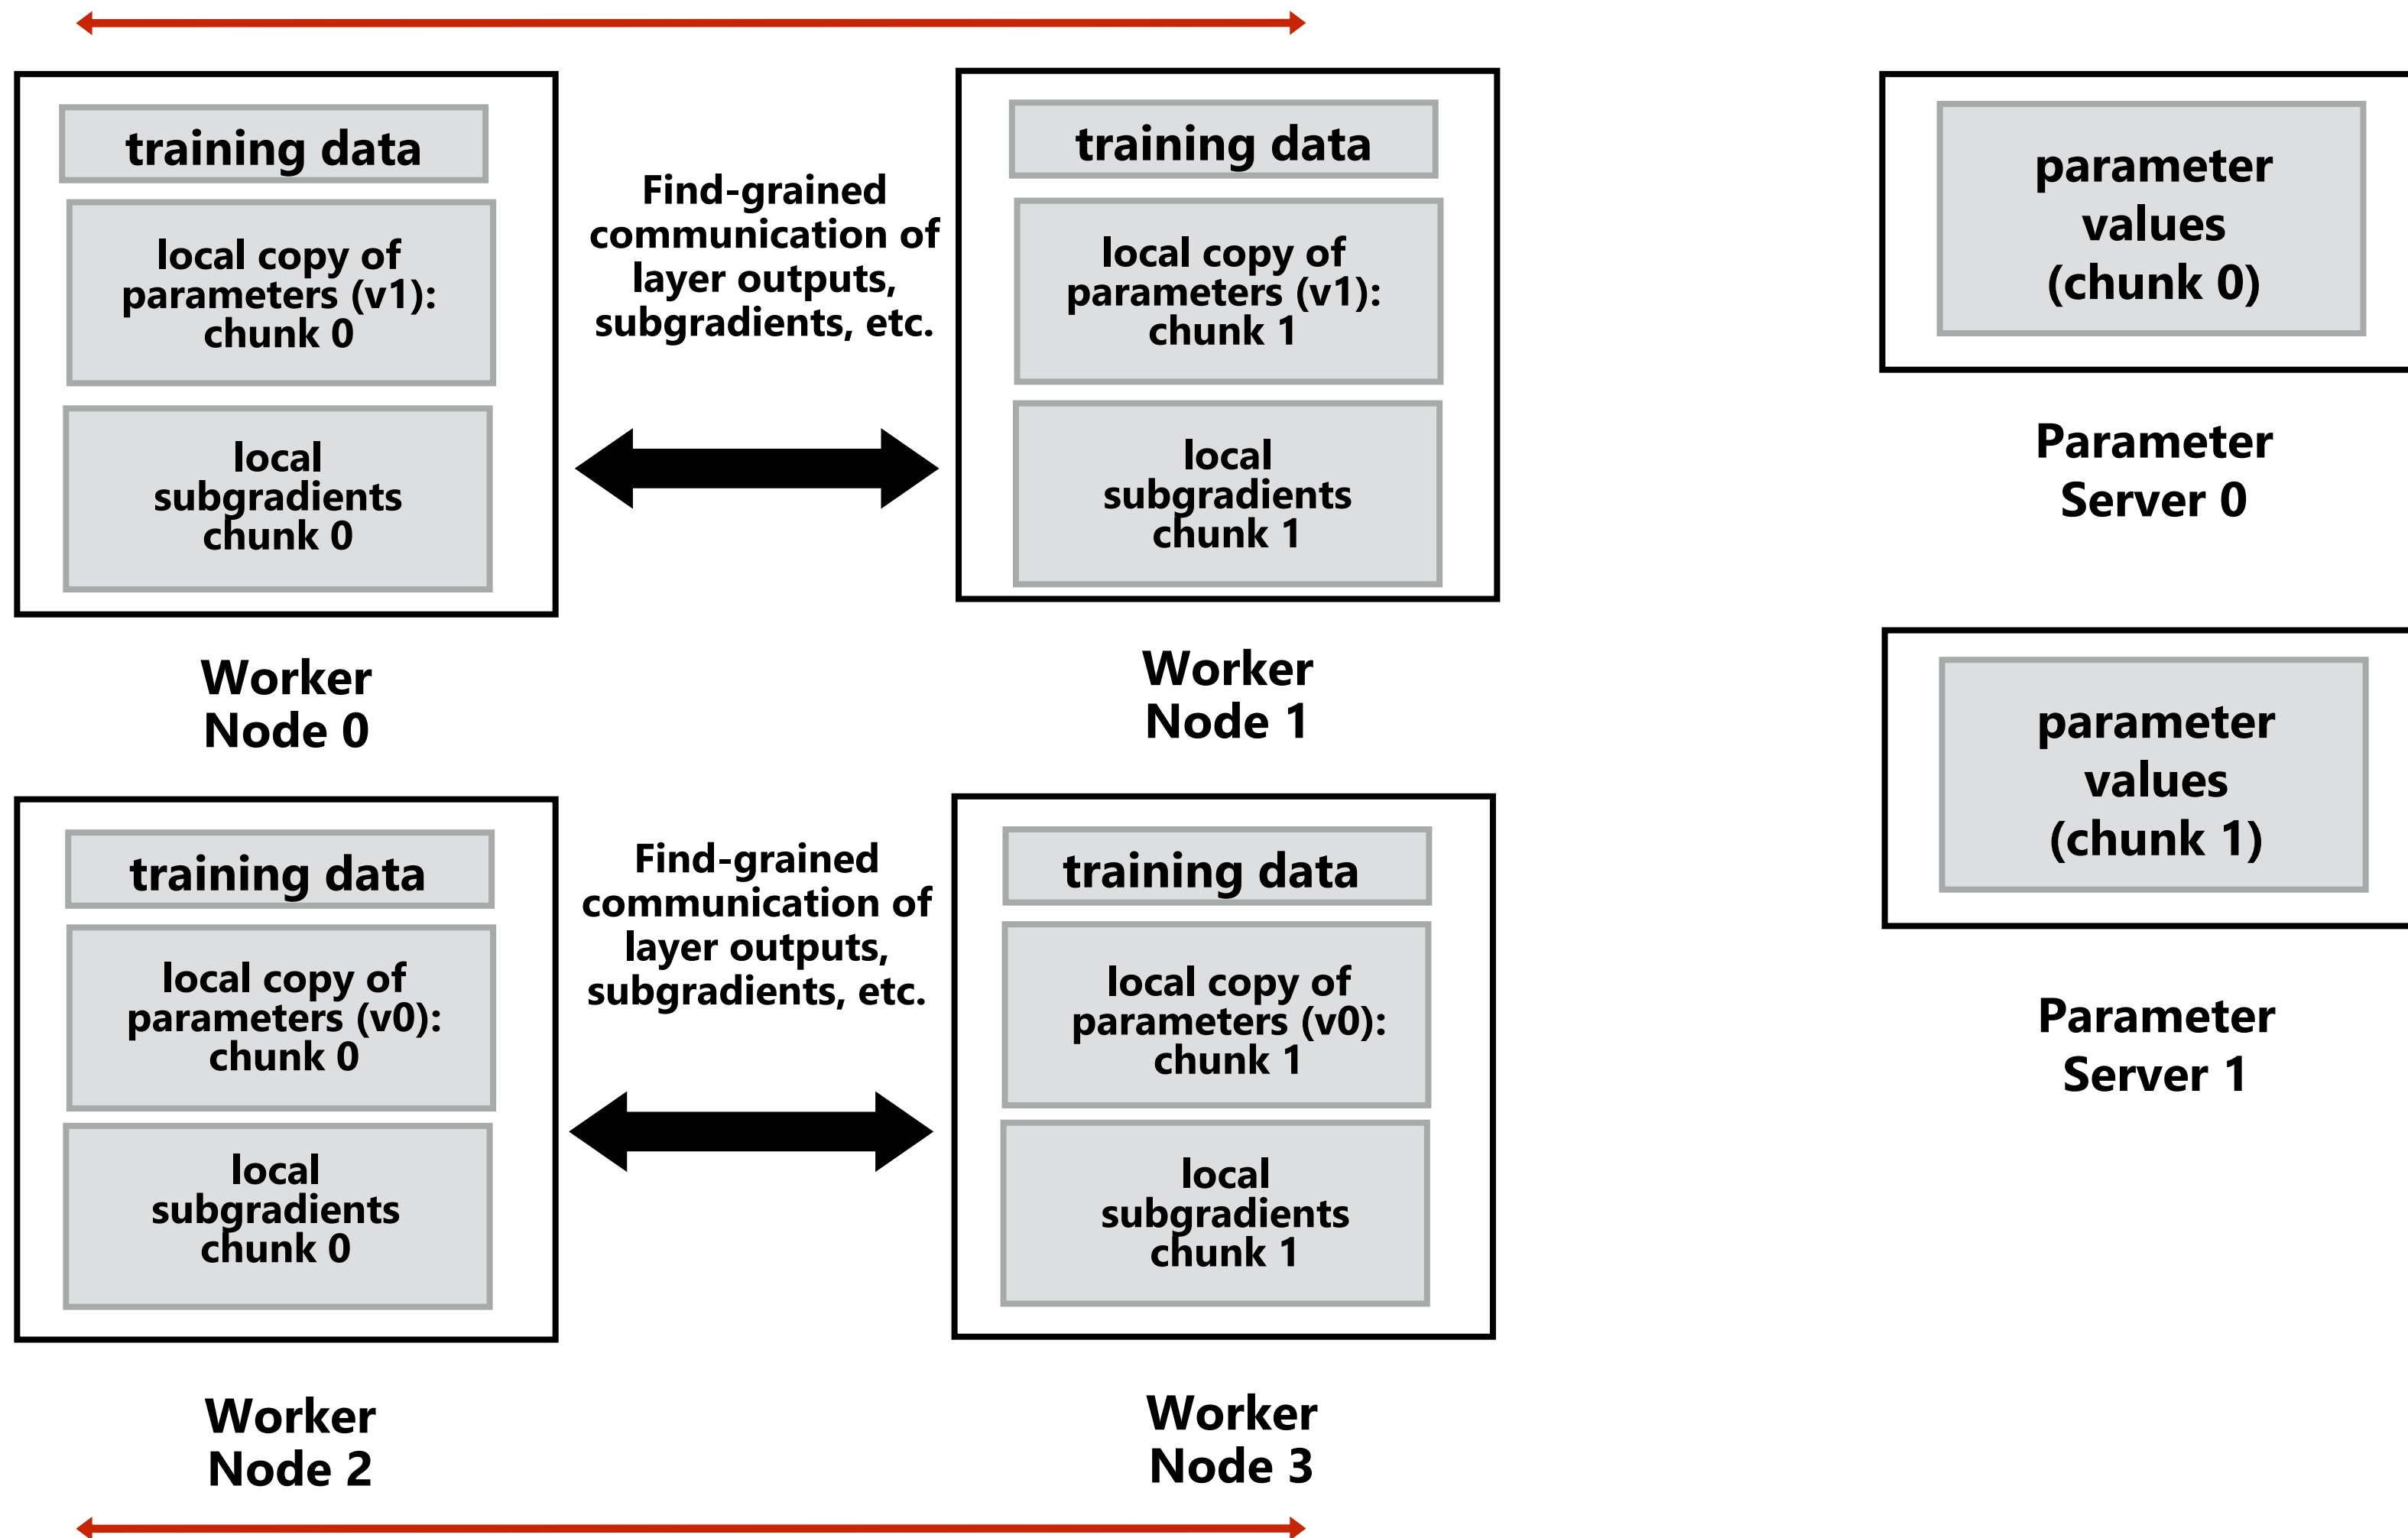 training data
local copy of
parameters (v1):
chunk 0
local
subgradients
chunk 0
Worker
Node 0
Find-grained
communication of
layer outputs,
subgradients, etc.
training data
local copy of
parameters (v1):
chunk 1
local
subgradients
chunk 1
Worker
Node 1
parameter
values
(chunk 0)
Parameter
Server 0
training data
local copy of
parameters (v0):
chunk 0
local
subgradients
chunk 0
Worker
Node 2
Find-grained
communication of
layer outputs,
subgradients, etc.
training data
local copy of
parameters (v0):
chunk 1
local
subgradients
chunk 1
Worker
Node 3
parameter
values
(chunk 1)
Parameter
Server 1